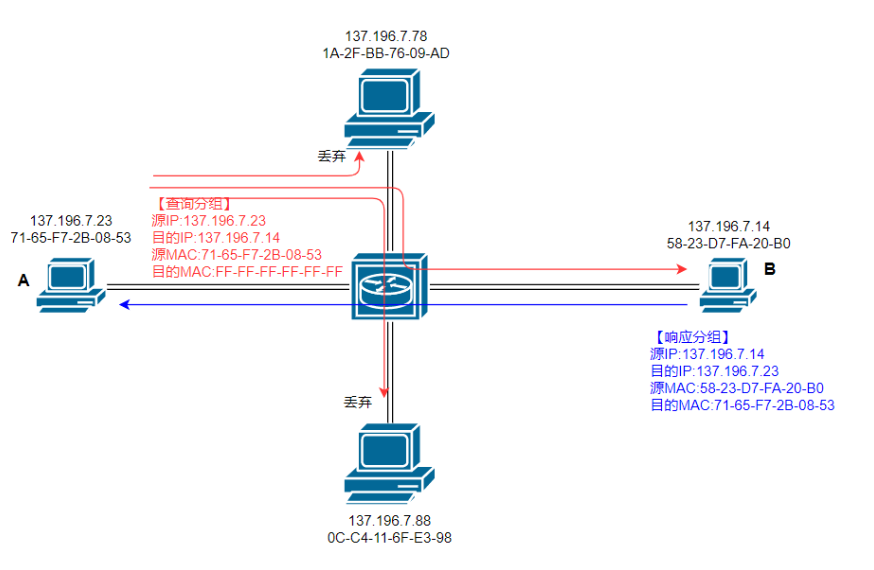 137.196.7.78
1A-2F-BB-76-09-AD
丢弃
【查询分组】
源IP:137.196.7.23
目的IP:137.196.7.14
源MAC:71-65-F7-2B-08-53
目的MAC:FF-FF-FF-FF-FF-FF
137.196.7.23
71-65-F7-2B-08-53
A
137.196.7.14
58-23-D7-FA-20-B0
B
【响应分组】
源IP:137.196.7.14
目的IP:137.196.7.23
源MAC:58-23-D7-FA-20-B0
目的MAC:71-65-F7-2B-08-53
丢弃
137.196.7.88
0C-C4-11-6F-E3-98